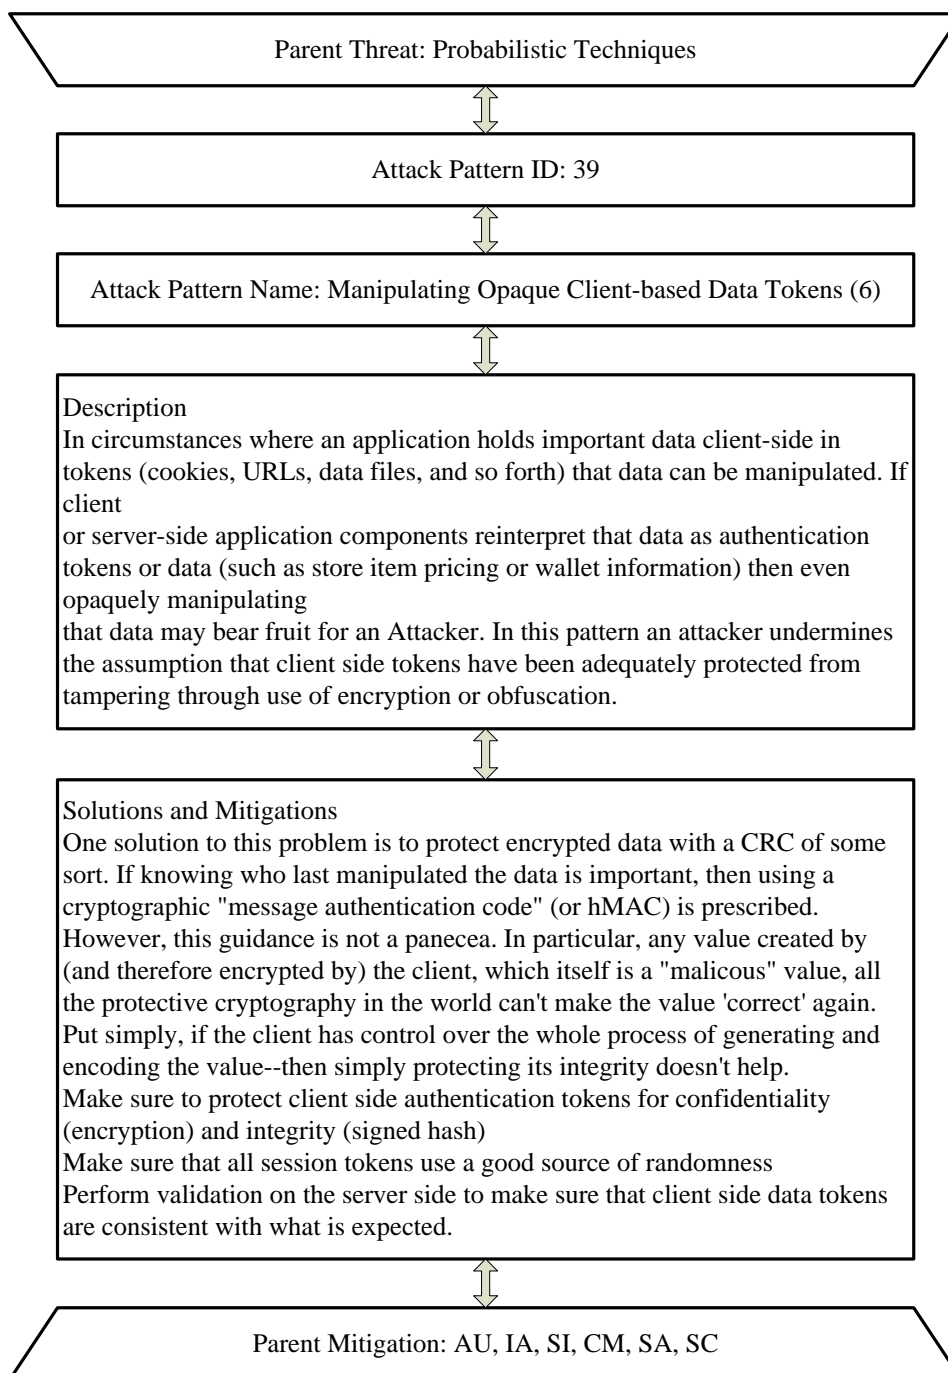 Parent Threat: Probabilistic Techniques
Attack Pattern ID: 39
Attack Pattern Name: Manipulating Opaque Client-based Data Tokens (6)
Description
In circumstances where an application holds important data client-side in
tokens (cookies, URLs, data files, and so forth) that data can be manipulated. If
client
or server-side application components reinterpret that data as authentication
tokens or data (such as store item pricing or wallet information) then even
opaquely manipulating
that data may bear fruit for an Attacker. In this pattern an attacker undermines
the assumption that client side tokens have been adequately protected from
tampering through use of encryption or obfuscation.
Solutions and Mitigations
One solution to this problem is to protect encrypted data with a CRC of some
sort. If knowing who last manipulated the data is important, then using a
cryptographic "message authentication code" (or hMAC) is prescribed.
However, this guidance is not a panecea. In particular, any value created by
(and therefore encrypted by) the client, which itself is a "malicous" value, all
the protective cryptography in the world can't make the value 'correct' again.
Put simply, if the client has control over the whole process of generating and
encoding the value--then simply protecting its integrity doesn't help.
Make sure to protect client side authentication tokens for confidentiality
(encryption) and integrity (signed hash)
Make sure that all session tokens use a good source of randomness
Perform validation on the server side to make sure that client side data tokens
are consistent with what is expected.
Parent Mitigation: AU, IA, SI, CM, SA, SC